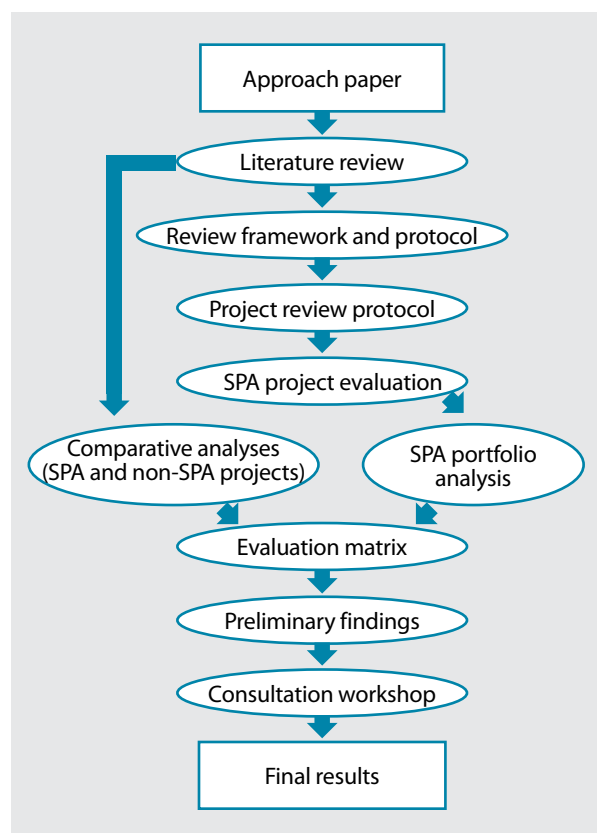 Approach paper
Literature review
Review framework and protocol
Project review protocol
SPA project evaluation
Comparative analyses
(SPA and non-SPA projects)
SPA portfolio
analysis
Evaluation matrix
Preliminary findings
Consultation workshop
Final results